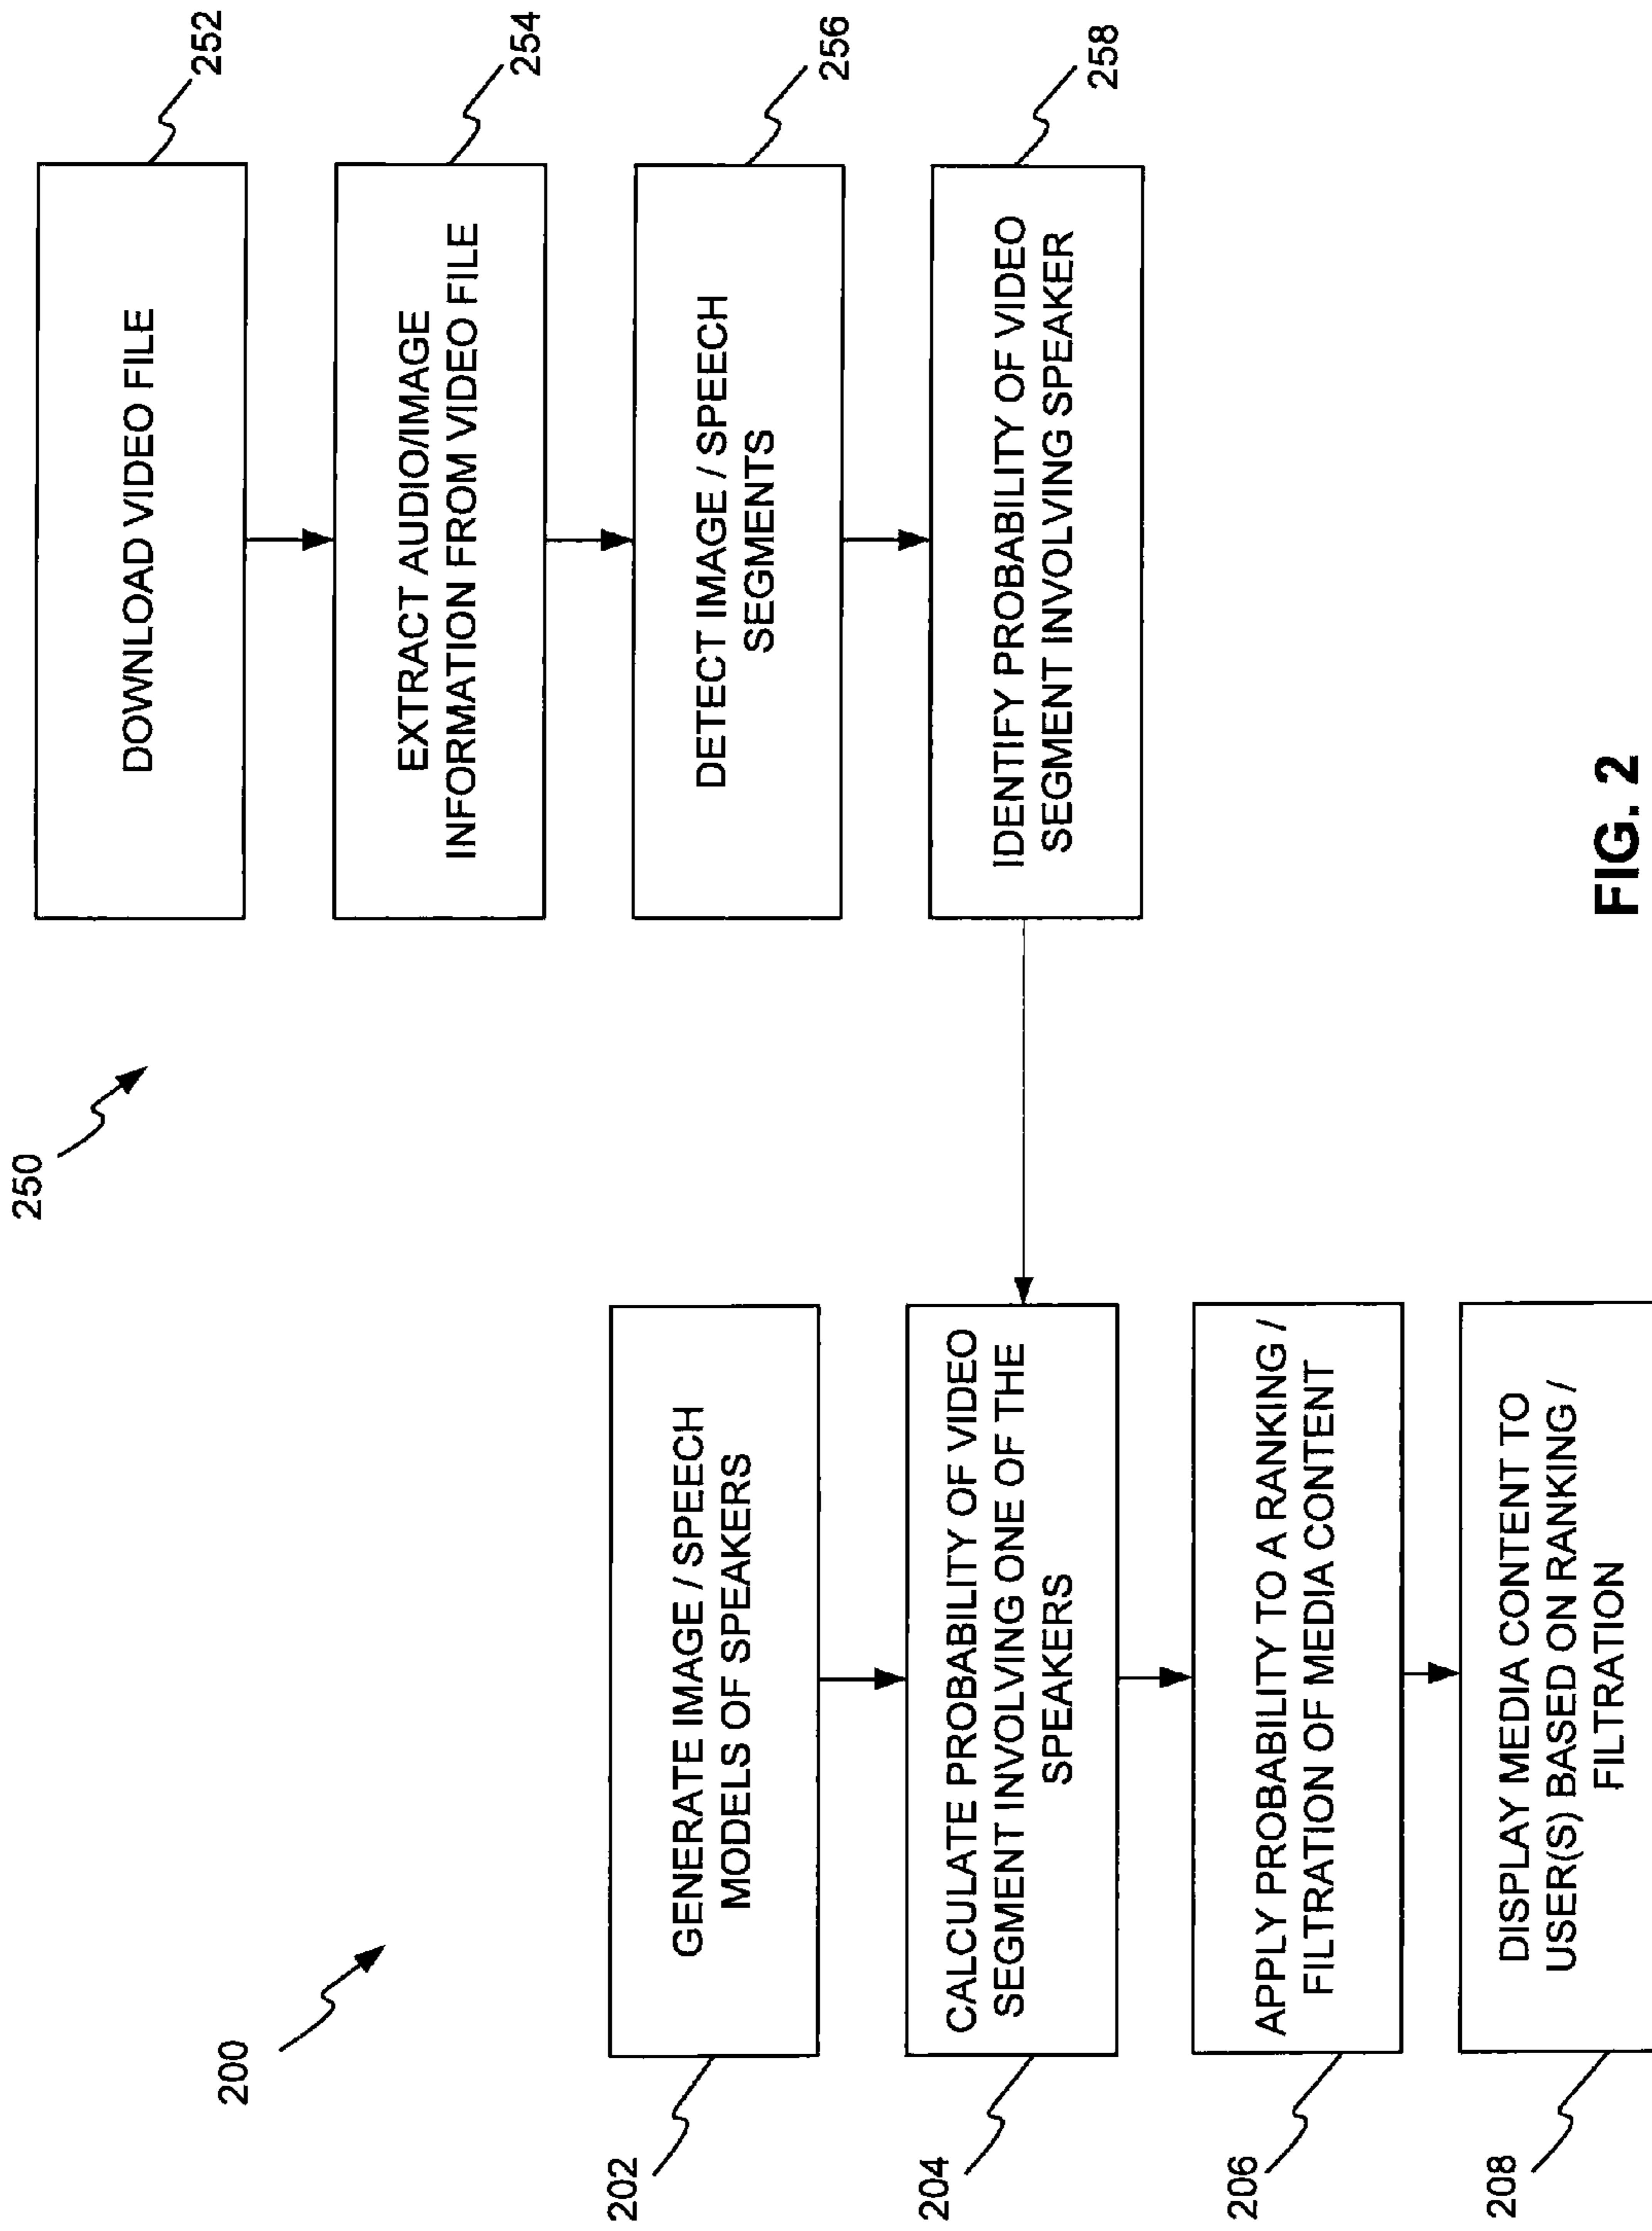 200
202
GENERATE IMAGE / SPEECH
MODELS OF SPEAKERS
204
CALCULATE PROBABILITY OF VIDEO
SEGMENT INVOLVING ONE OF THE
SPEAKERS
206
APPLY PROBABILITY TO A RANKING /
FILTRATION OF MEDIA CONTENT
208
DISPLAY MEDIA CONTENT TO
USER(S) BASED ON RANKING /
FILTRATION
250
DOWNLOAD VIDEO FILE
252
EXTRACT AUDIO/IMAGE
INFORMATION FROM VIDEO FILE
254
DETECT IMAGE / SPEECH
SEGMENTS
256
IDENTIFY PROBABILITY OF VIDEO
SEGMENT INVOLVING SPEAKER
258
FIG. 2